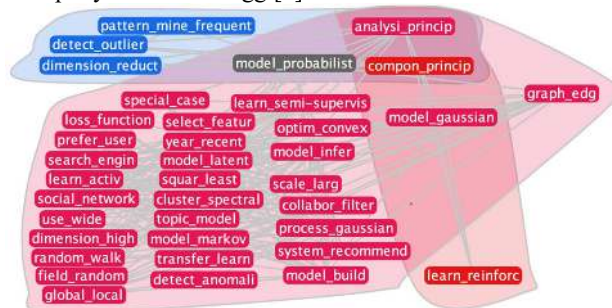 pattern_mine_frequent
analysi_princip
detect_outlier
dimension_reduct
model_probabilist
compon_princip
graph_edg
special_case
learn_semi-supervis
loss_function
select_featur
optim_convex
model_gaussian
prefer_user
year_recent
search_engin
model_latent
model_infer
learn_activ
squar_least
scale_larg
social_network
cluster_spectral
collabor_filter
use_wide
topic_model
process_gaussian
dimension_high
model_markov
system_recommend
random_walk
transfer_learn
field_random
detect_anomali
model_build
learn_reinforc
global_local